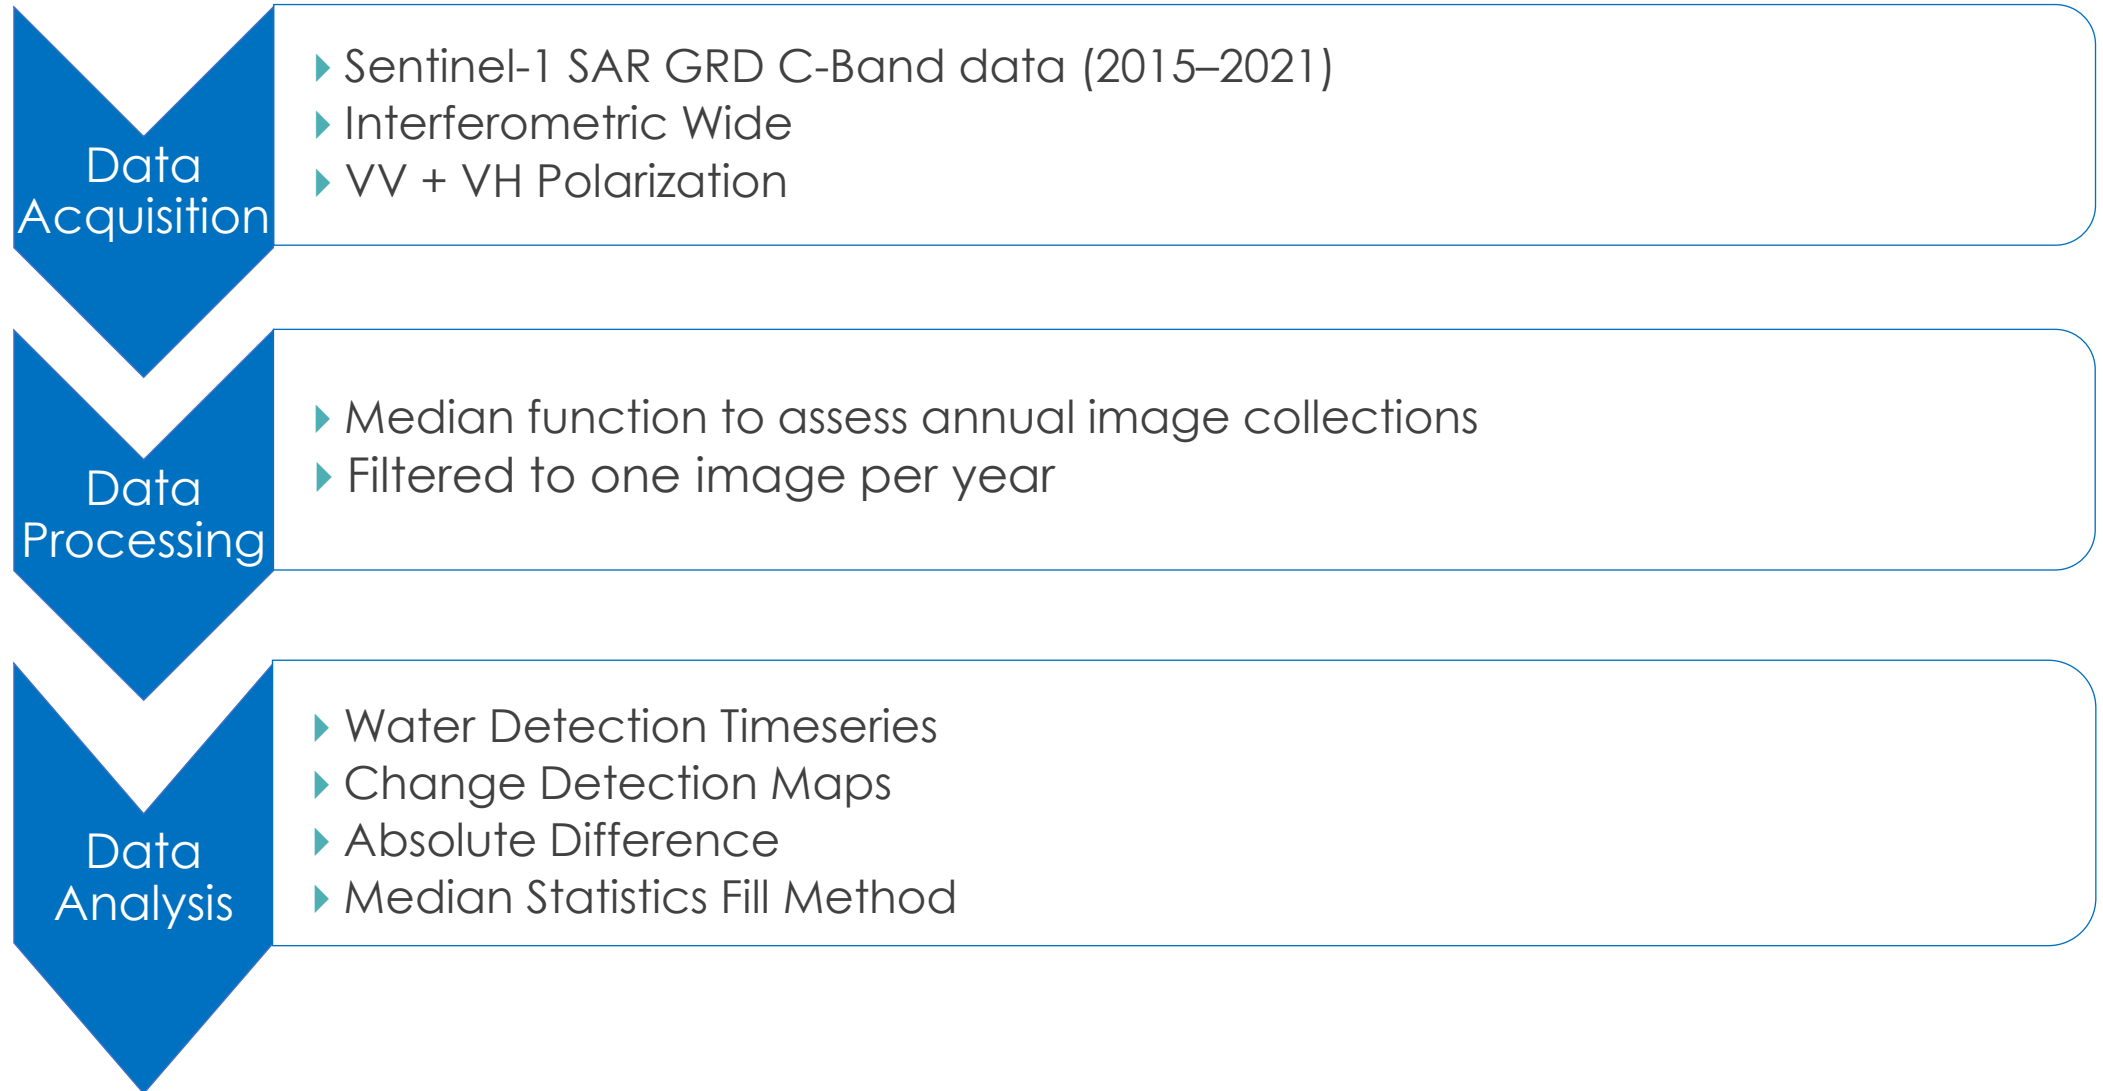 Data
Acquisition
Sentinel-1 SAR GRD C-Band data (2015–2021)
Interferometric Wide
VV + VH Polarization
Data
Processing
Median function to assess annual image collections
Filtered to one image per year
Data
Analysis
Water Detection Timeseries
Change Detection Maps
Absolute Difference
Median Statistics Fill Method